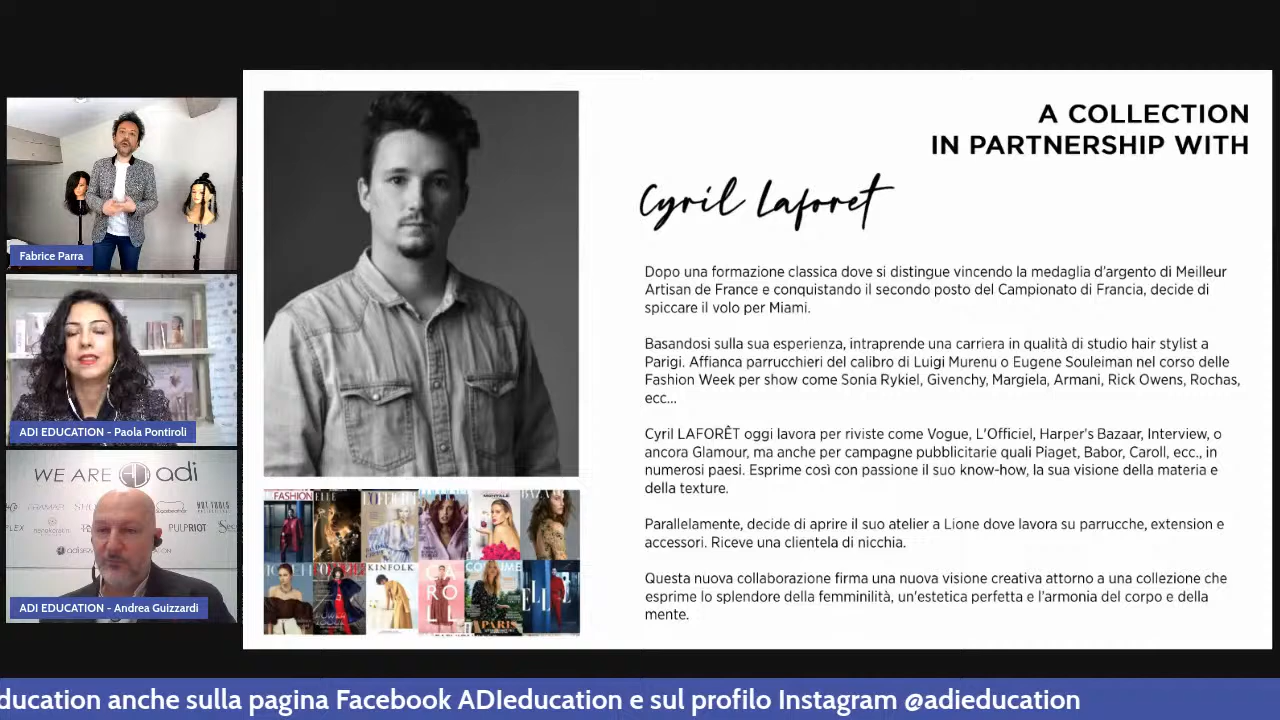 A COLLECTION
IN PARTNERSHIP WITH
Cyril Laforet
Dopo una formazione classica dove si distingue vincendo la medaglia d'argento di Meilleur
Artisan de France e conquistando il secondo posto del Campionato di Francia, decide di
spiccare il volo per Miami.
Basandosi sulla sua esperienza, intraprende una carriera in qualità di studio hair stylist a
Parigi. Affianca parrucchieri del calibro di Luigi Murenu o Eugene Souleiman nel corso delle
Fashion Week per show come Sonia Rykiel, Givenchy, Margiela, Armani, Rick Owens, Rochas,
ecc...
Cyril LAFORÊT oggi lavora per riviste come Vogue, L'Officiel, Harper's Bazaar, Interview, o
ancora Glamour, ma anche per campagne pubblicitarie quali Piaget, Babor, Caroll, ecc., in
numerosi paesi. Esprime così con passione il suo know-how, la sua visione della materia e
della texture.
Parallelamente, decide di aprire il suo atelier a Lione dove lavora su parrucche, extension e
accessori. Riceve una clientela di nicchia.
Questa nuova collaborazione firma una nuova visione creativa attorno a una collezione che
esprime lo splendore della femminilità, un'estetica perfetta e l'armonia del corpo e della
mente.
Fabrice Parra
ADI EDUCATION - Paola Pontiroli
WE ARE adi
PULPRIOT
ADI EDUCATION - Andrea Guizzardi
FASHION
KINFOLK
CA
RO
LL
PARIS
ELLE
ducation anche sulla pagina Facebook ADIeducation e sul profilo Instagram @adieducation